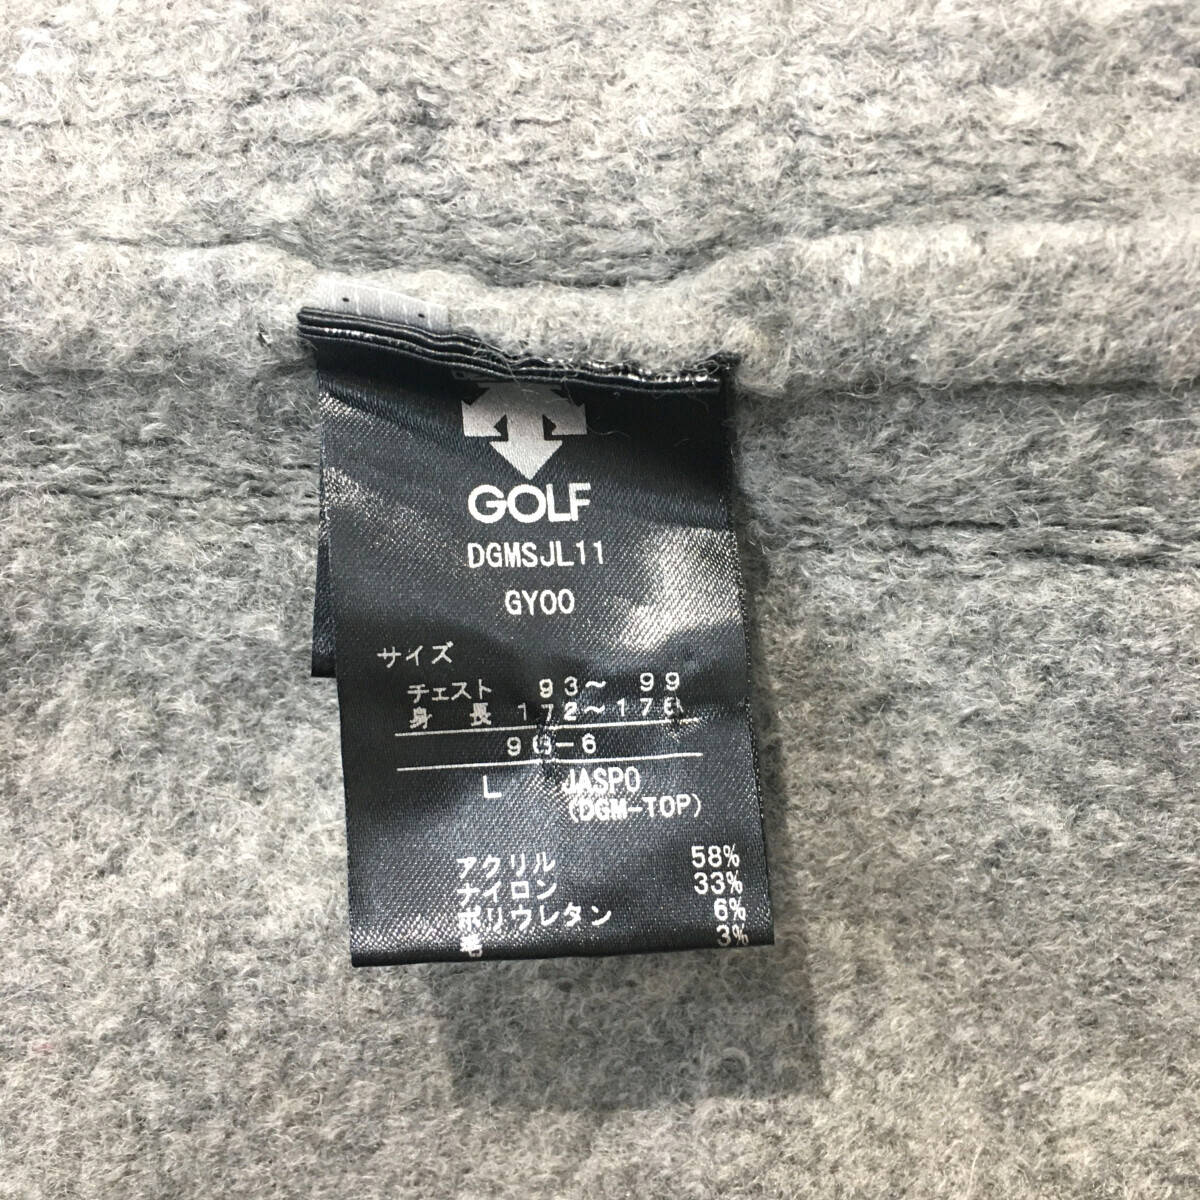 GOLF
DGMSJL11
GY00
サイズ
チェスト 93～ 99
身 長 172～178
96-6
L JASPO
(DGM-TOP)
アクリル 58%
ナイロン 33%
ポリウレタン 6%
毛 3%